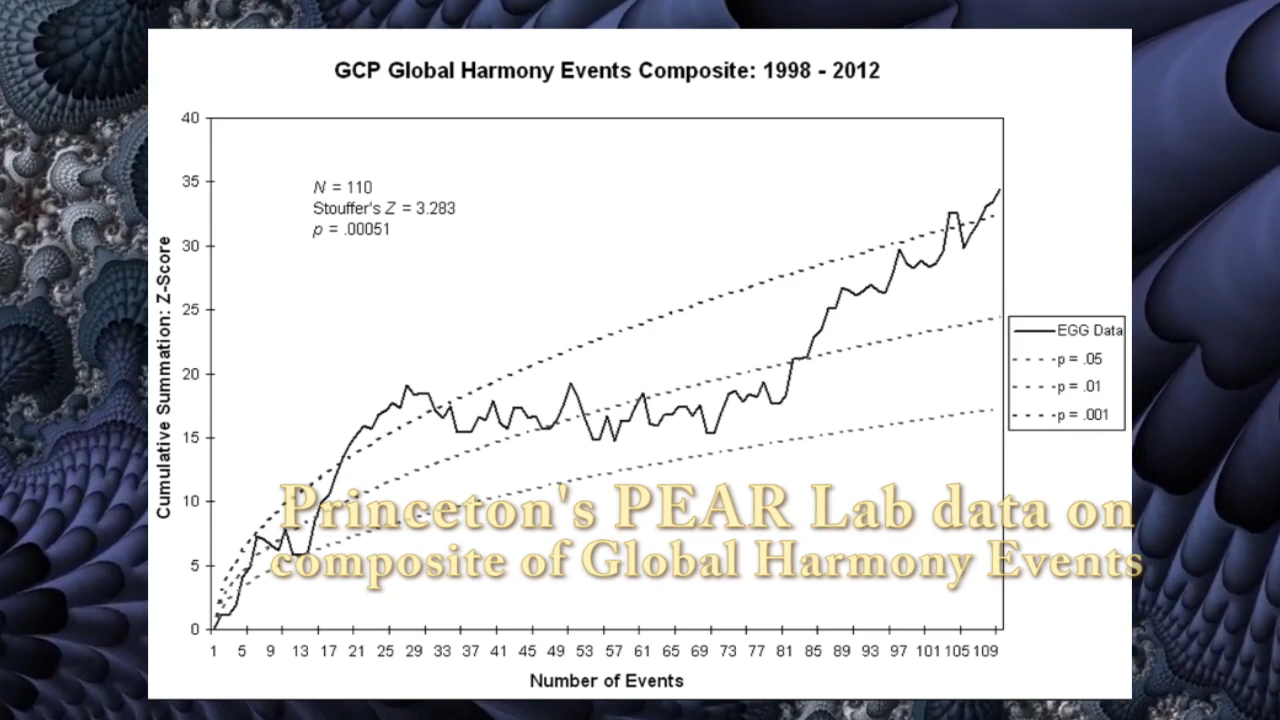 GCP Global Harmony Events Composite: 1998 - 2012
40
35
30
25
20
15
10
5
0
Cumulative Summation: Z-Score
N = 110
Stouffer's Z = 3.283
p = .00051
EGG Data
p = .05
p = .01
p = .001
Princeton's PEAR Lab data on
composite of Global Harmony Events
1 5 9 13 17 21 25 29 33 37 41 45 49 53 57 61 65 69 73 77 81 85 89 93 97 101 105 109
Number of Events